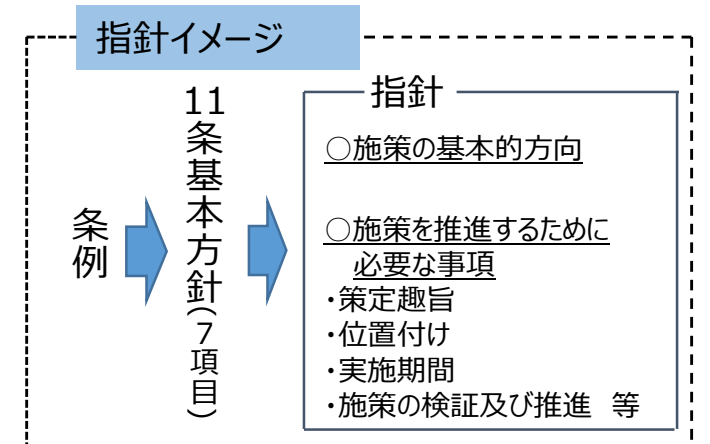 指針イメージ
条例
11条基本方針(7項目)
指針
○施策の基本的方向
○施策を推進するために
必要な事項
・策定趣旨
・位置付け
・実施期間
・施策の検証及び推進　等